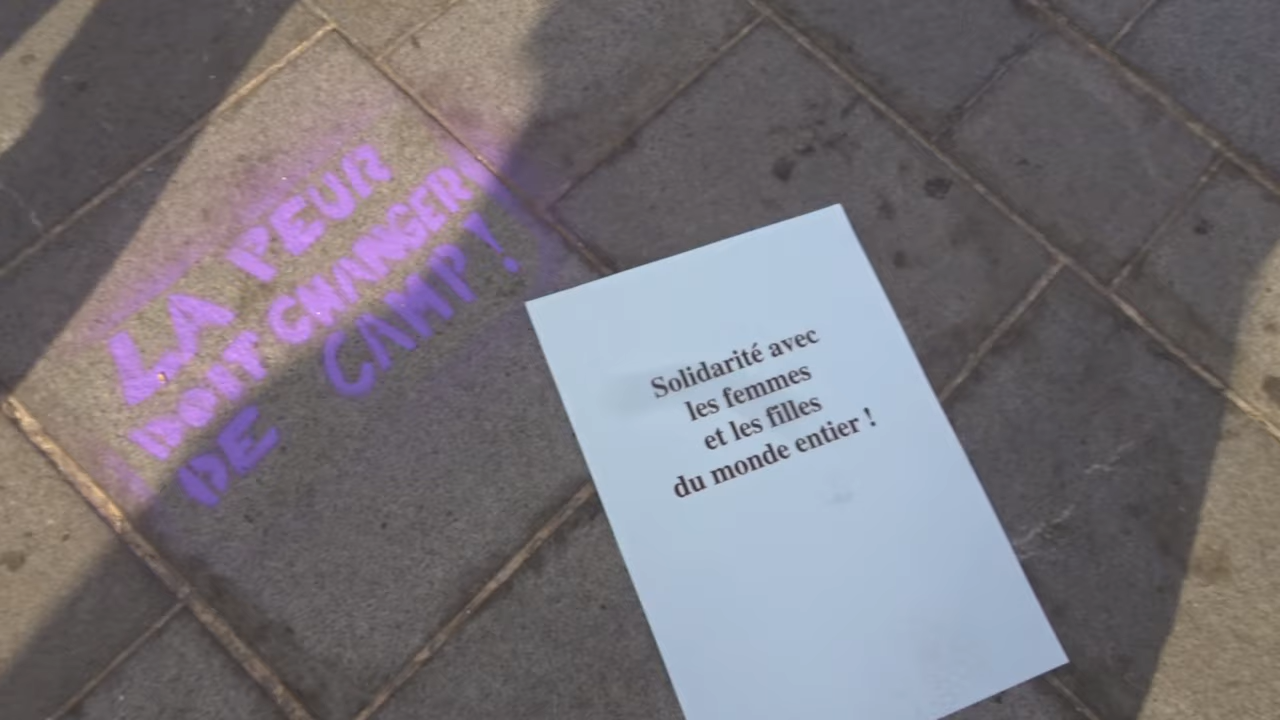 LA PEUR
DOIT CHANGER
DE CAMP !
Solidarité avec
les femmes
et les filles
du monde entier !